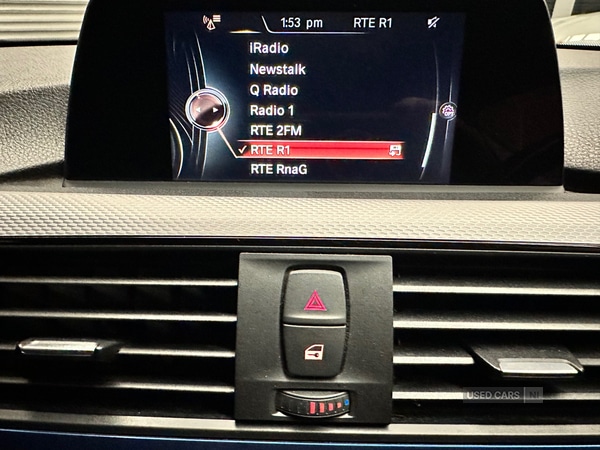 1:53 pm RTE R1
iRadio
Newstalk
Q Radio
Radio 1
RTE 2FM
✓ RTE R1
RTE RnaG
USED CARS NI